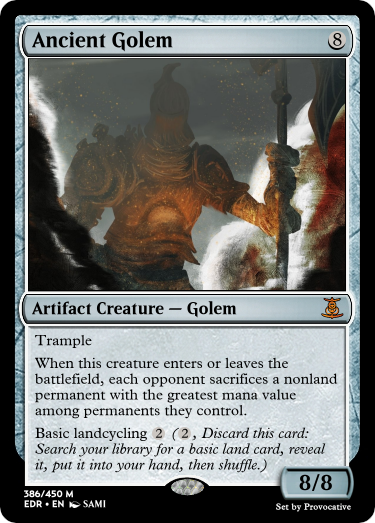 Ancient Golem 8
Artifact Creature — Golem
Trample
When this creature enters or leaves the
battlefield, each opponent sacrifices a nonland
permanent with the greatest mana value
among permanents they control.
Basic landcycling 2 (2, Discard this card:
Search your library for a basic land card, reveal
it, put it into your hand, then shuffle.)
8/8
386/450 M
EDR • EN SAMI
Set by Provocative